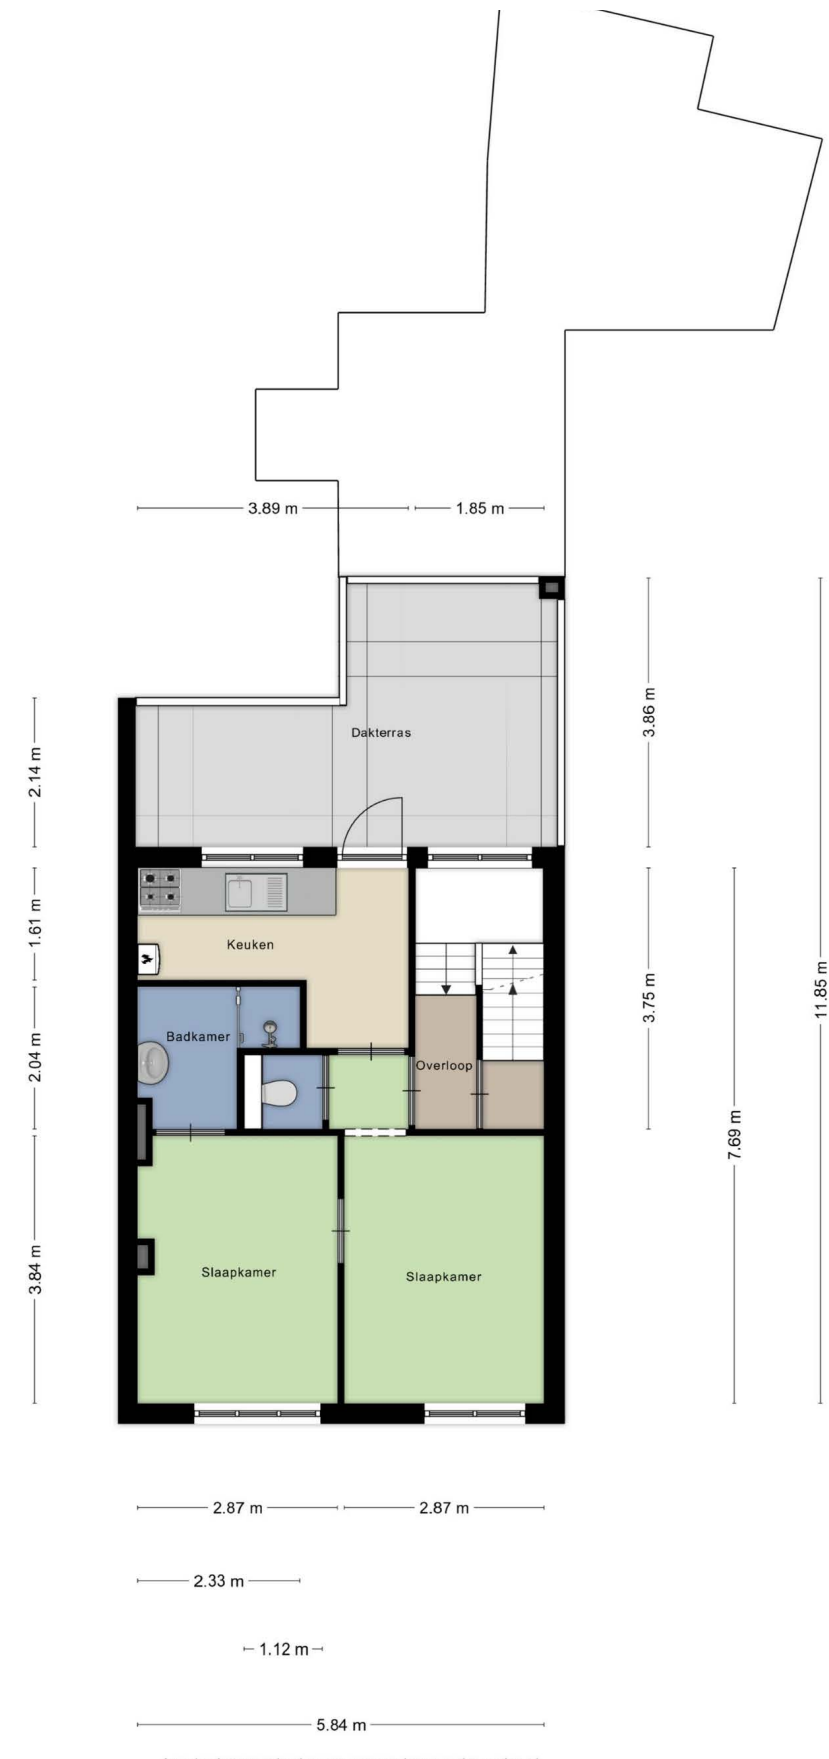 3.89 m
1.85 m
3.86 m
2.14 m
Dakterras
1.61 m
Keuken
3.75 m
11.85 m
2.04 m
Badkamer
Overloop
7.69 m
3.84 m
Slaapkamer
Slaapkamer
2.87 m
2.87 m
2.33 m
1.12 m
5.84 m